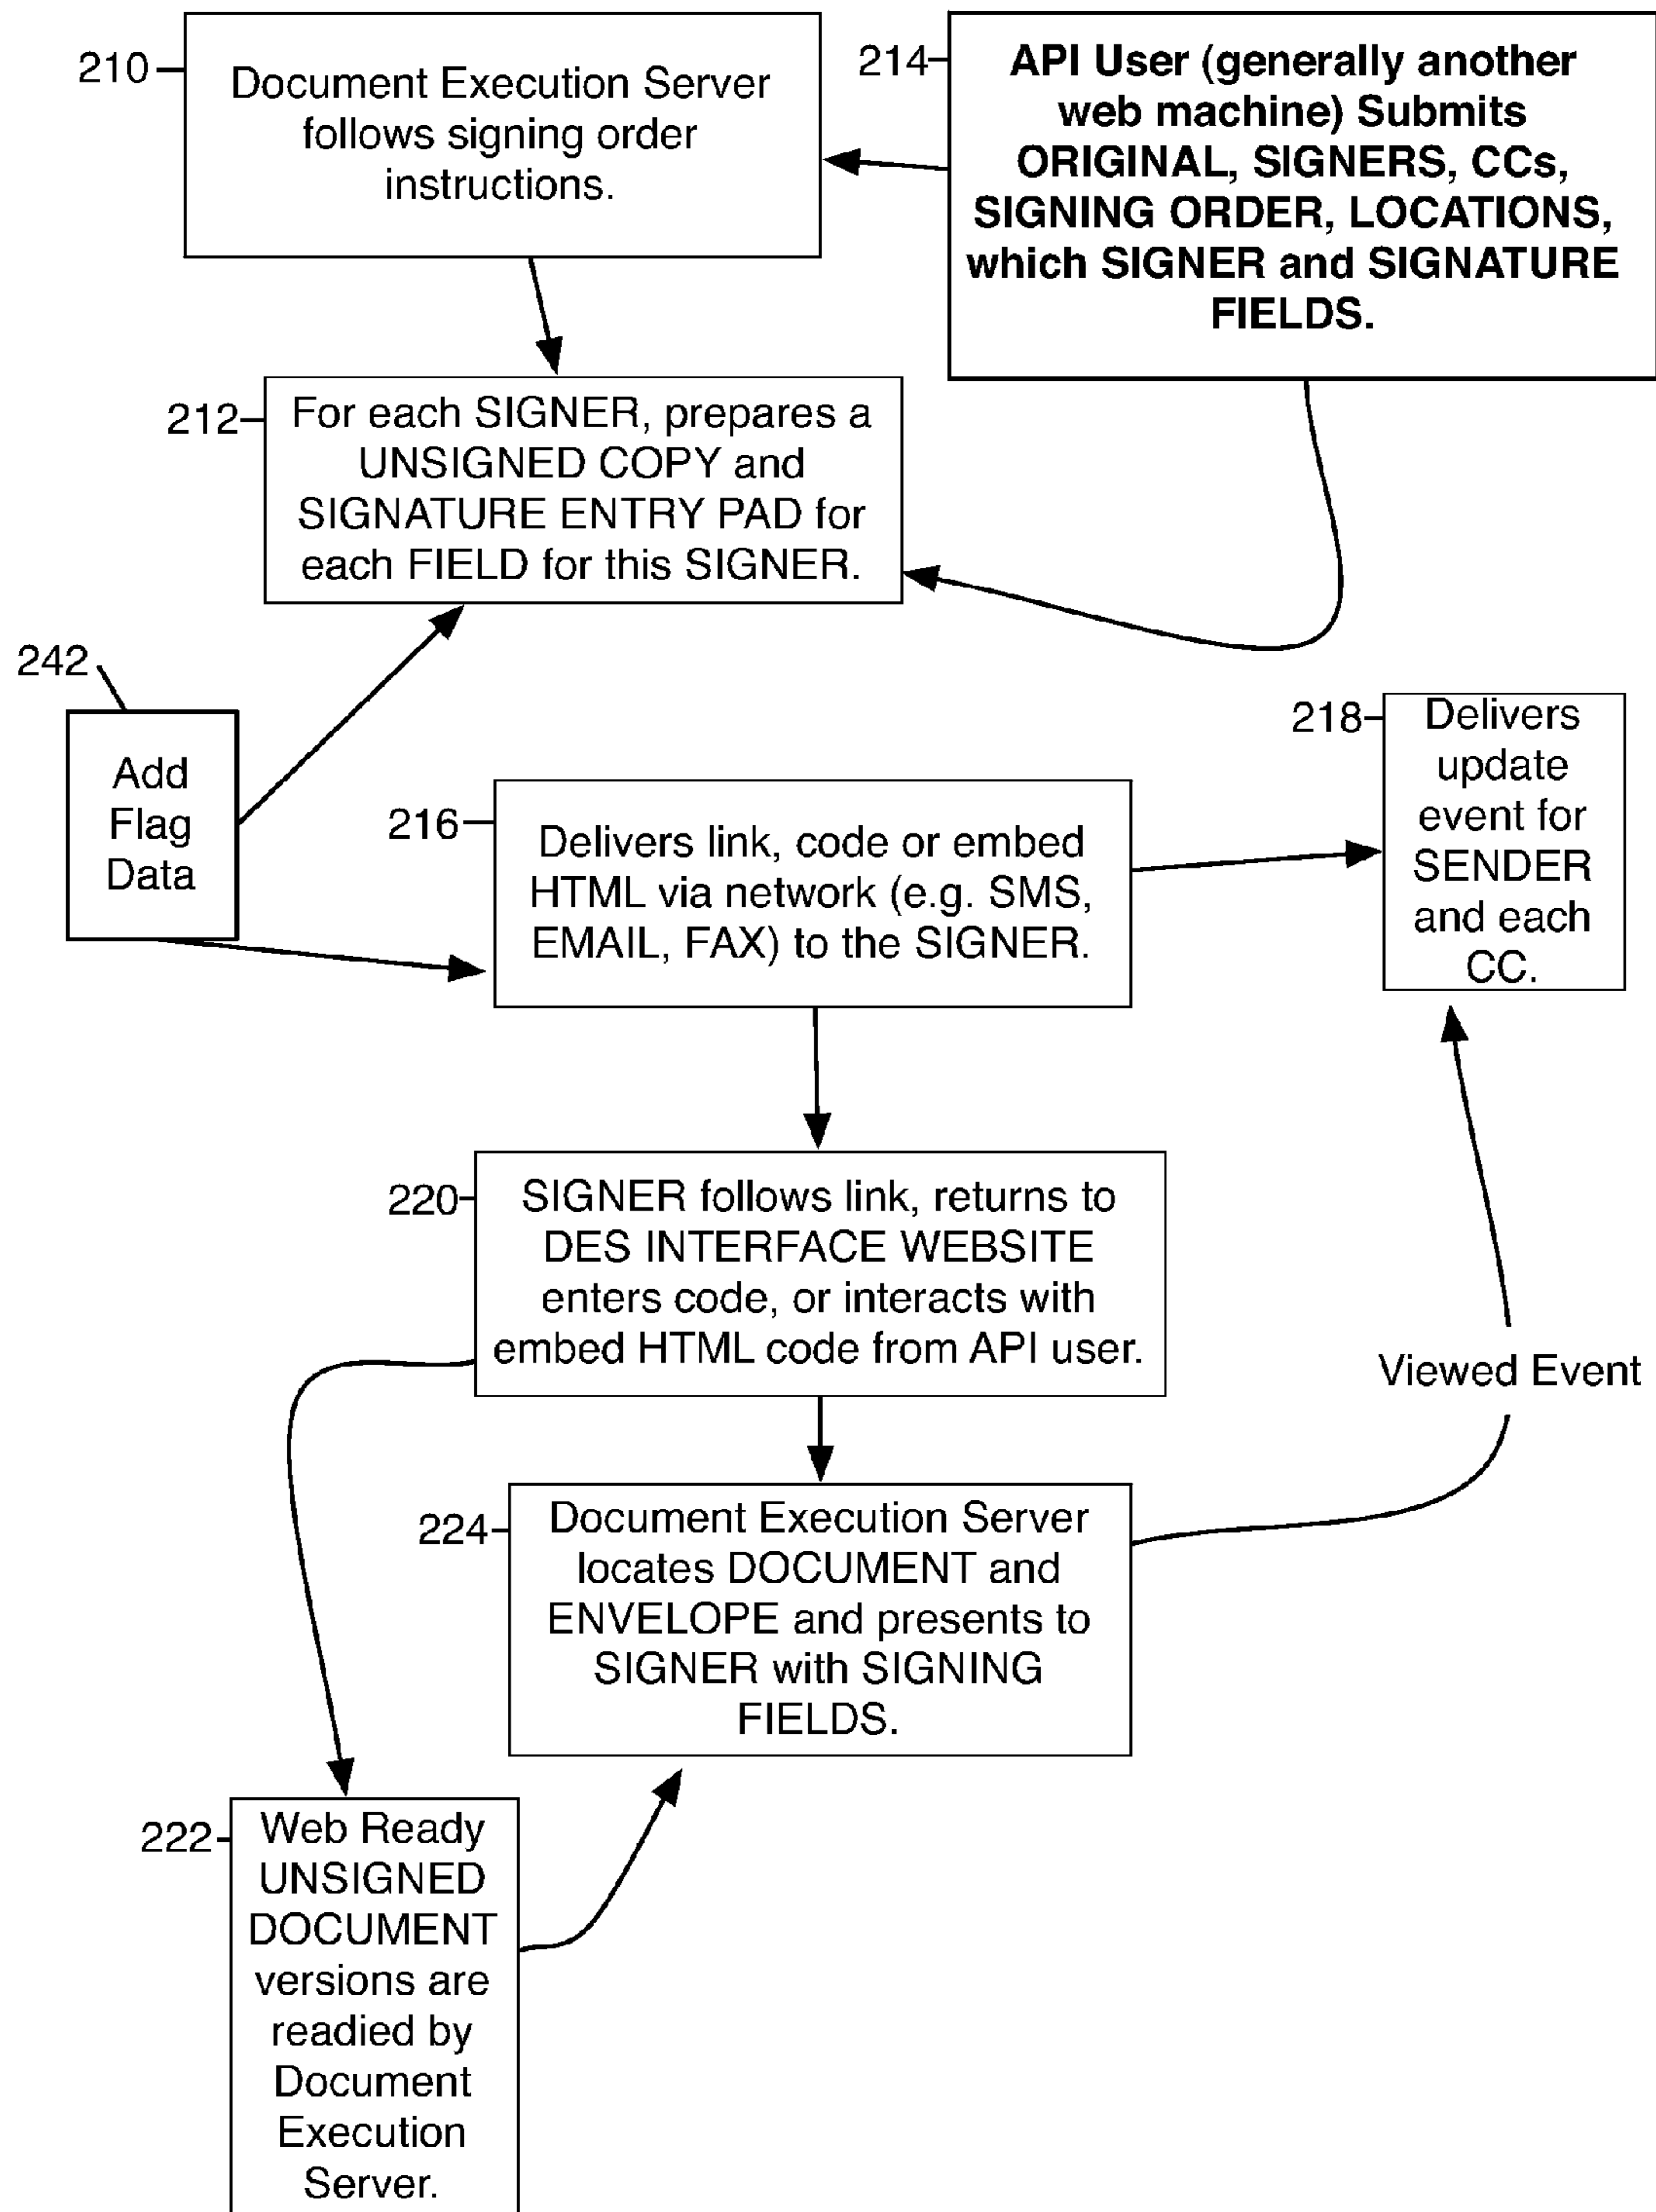 210
Document Execution Server
follows signing order
instructions.
214
API User (generally another
web machine) Submits
ORIGINAL, SIGNERS, CCs,
SIGNING ORDER, LOCATIONS,
which SIGNER and SIGNATURE
FIELDS.
212
For each SIGNER, prepares a
UNSIGNED COPY and
SIGNATURE ENTRY PAD for
each FIELD for this SIGNER.
242
Add
Flag
Data
216
Delivers link, code or embed
HTML via network (e.g. SMS,
EMAIL, FAX) to the SIGNER.
218
Delivers
update
event for
SENDER
and each
CC.
220
SIGNER follows link, returns to
DES INTERFACE WEBSITE
enters code, or interacts with
embed HTML code from API user.
Viewed Event
224
Document Execution Server
locates DOCUMENT and
ENVELOPE and presents to
SIGNER with SIGNING
FIELDS.
222
Web Ready
UNSIGNED
DOCUMENT
versions are
readied by
Document
Execution
Server.